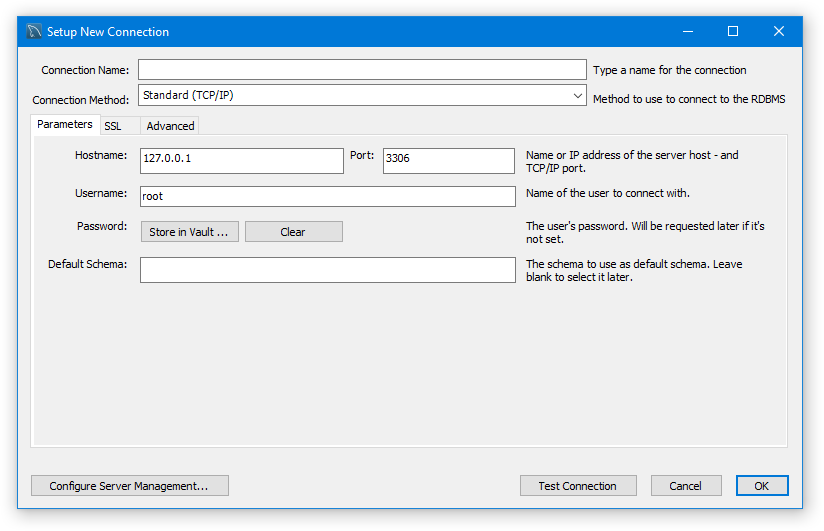 Setup New Connection
Connection Name: Type a name for the connection
Connection Method: Standard (TCP/IP) Method to use to connect to the RDBMS
Parameters SSL Advanced
Hostname: 127.0.0.1 Port: 3306 Name or IP address of the server host - and
TCP/IP port.
Username: root Name of the user to connect with.
Password: Store in Vault ... Clear The user's password. Will be requested later if it's
not set.
Default Schema: The schema to use as default schema. Leave
blank to select it later.
Configure Server Management... Test Connection Cancel OK